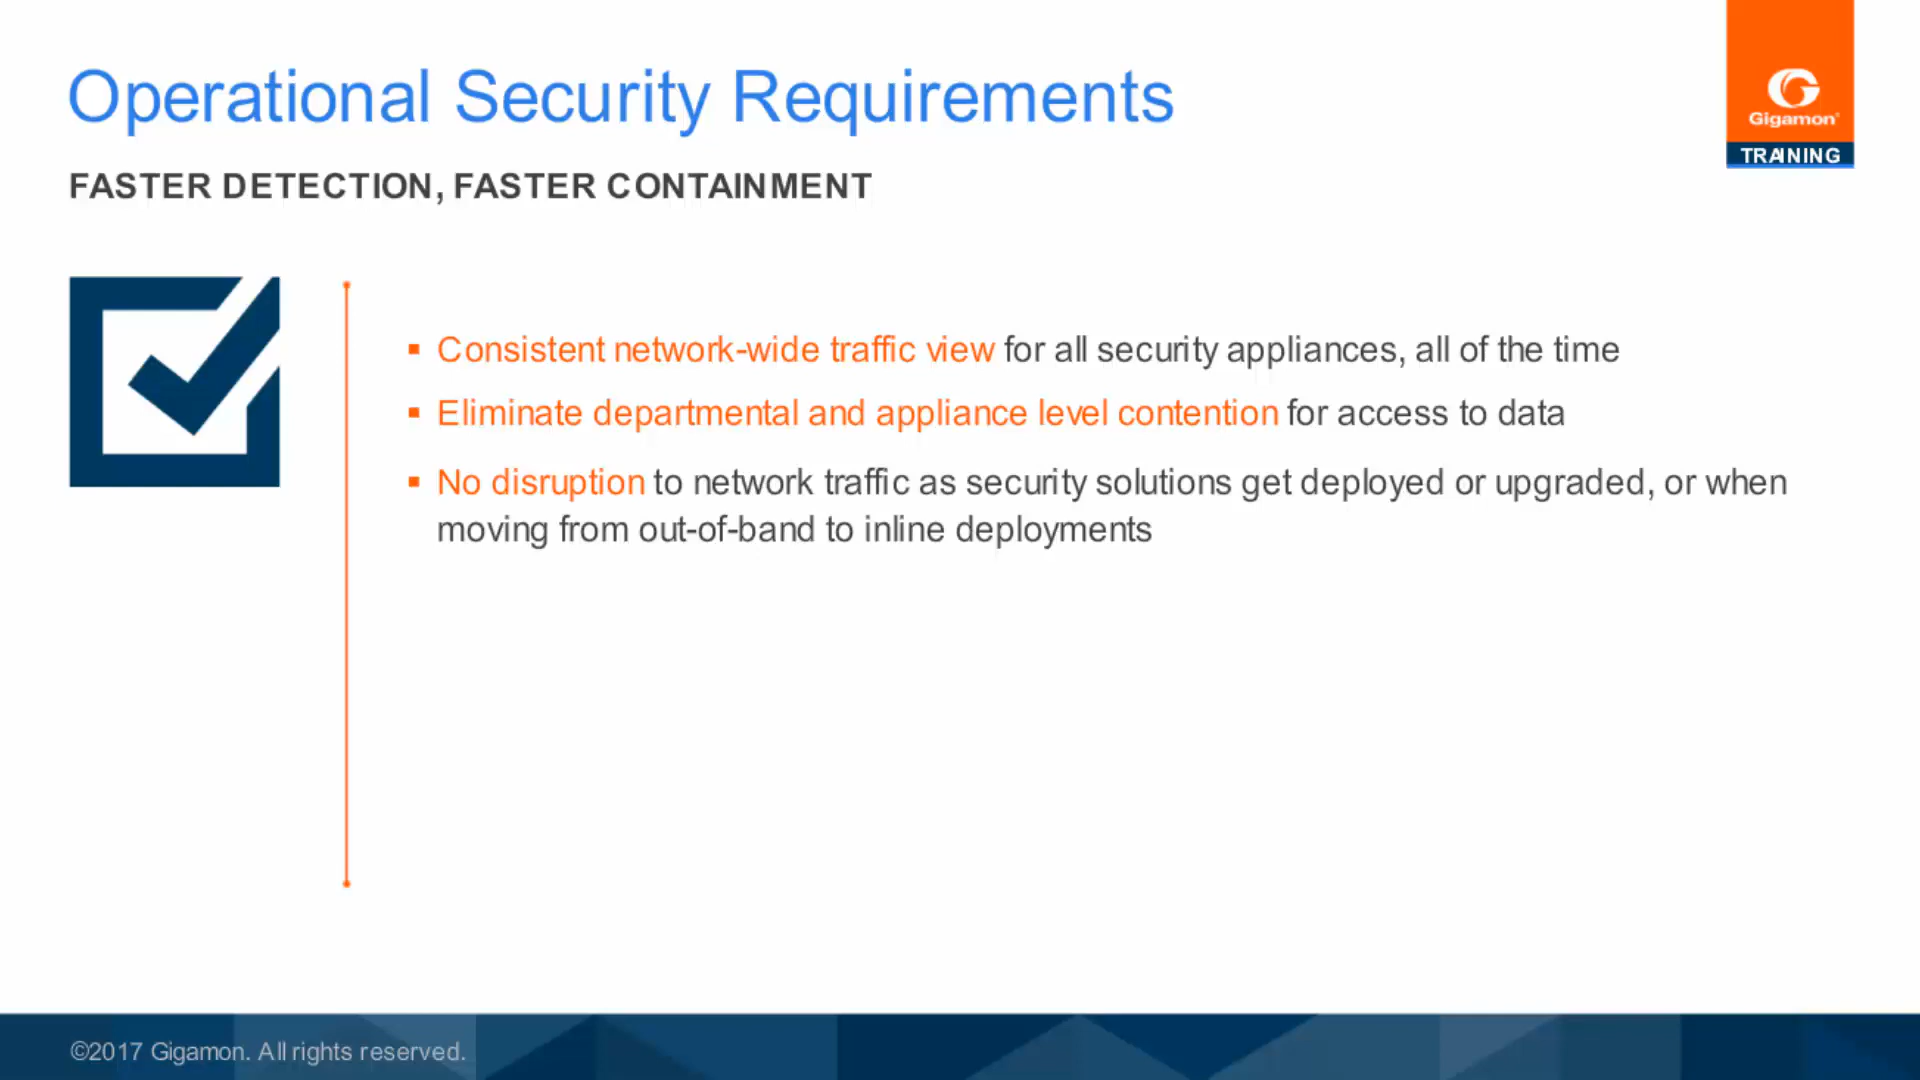 Operational Security Requirements
Gigamon®
TRAINING
FASTER DETECTION, FASTER CONTAINMENT
▪ Consistent network-wide traffic view for all security appliances, all of the time
▪ Eliminate departmental and appliance level contention for access to data
▪ No disruption to network traffic as security solutions get deployed or upgraded, or when
moving from out-of-band to inline deployments
©2017 Gigamon. All rights reserved.